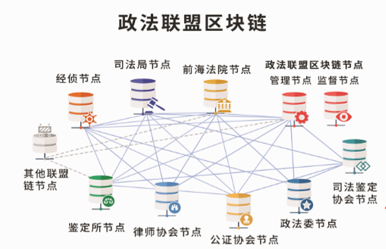 政法联盟区块链
司法局节点
前海法院节点
政法联盟区块链节点
经侦节点
管理节点
监督节点
其他联盟
链节点
司法鉴定
协会节点
鉴定所节点
律师协会节点
公证协会节点
政法委节点